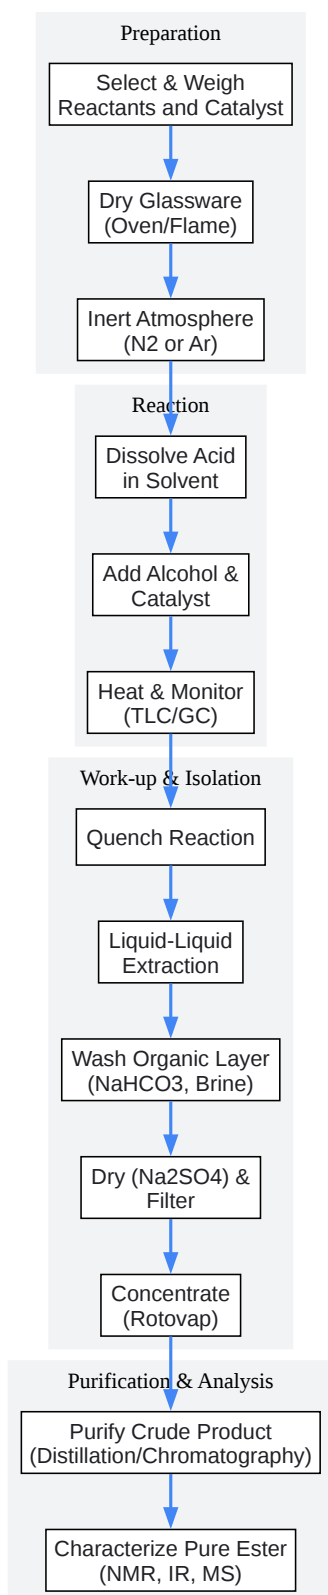 Preparation
Select & Weigh
Reactants and Catalyst
Dry Glassware
(Oven/Flame)
Inert Atmosphere
(N2 or Ar)
Reaction
Dissolve Acid
in Solvent
Add Alcohol &
Catalyst
Heat & Monitor
(TLC/GC)
Work-up & Isolation
Quench Reaction
Liquid-Liquid
Extraction
Wash Organic Layer
(NaHCO3, Brine)
Dry (Na2SO4) &
Filter
Concentrate
(Rotovap)
Purification & Analysis
Purify Crude Product
(Distillation/Chromatography)
Characterize Pure Ester
(NMR, IR, MS)